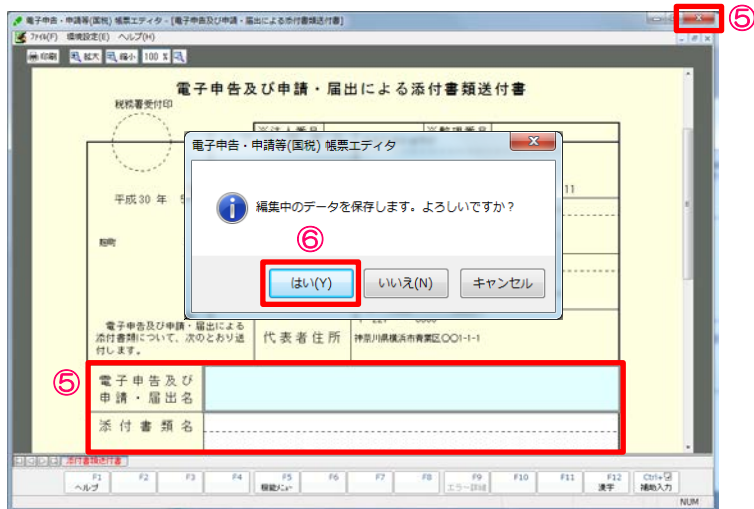 電子申告・申請等(国税) 帳票エディタ - [電子申告及び申請・届出による添付書類送付書]
⑤
ファイル(F) 環境設定(E) ヘルプ(H)
印刷 拡大 縮小 100 %
電子申告及び申請・届出による添付書類送付書
税務署受付印
電子申告・申請等(国税) 帳票エディタ
平成30 年
11
編集中のデータを保存します。よろしいですか？
麹町
⑥
はい(Y) いいえ(N) キャンセル
電子申告及び申請・届出による
添付書類について、次のとおり送
付します。
代表者住所
神奈川県横浜市青葉区○○1-1-1
⑤
電子申告及び
申請・届出名
添付書類名
添付書類送付書
F1 F2 F3 F4 F5 F6 F7 F8 F9 F10 F11 F12
ヘルプ 機能メニュー エラー詳細 漢字 補助入力
NUM